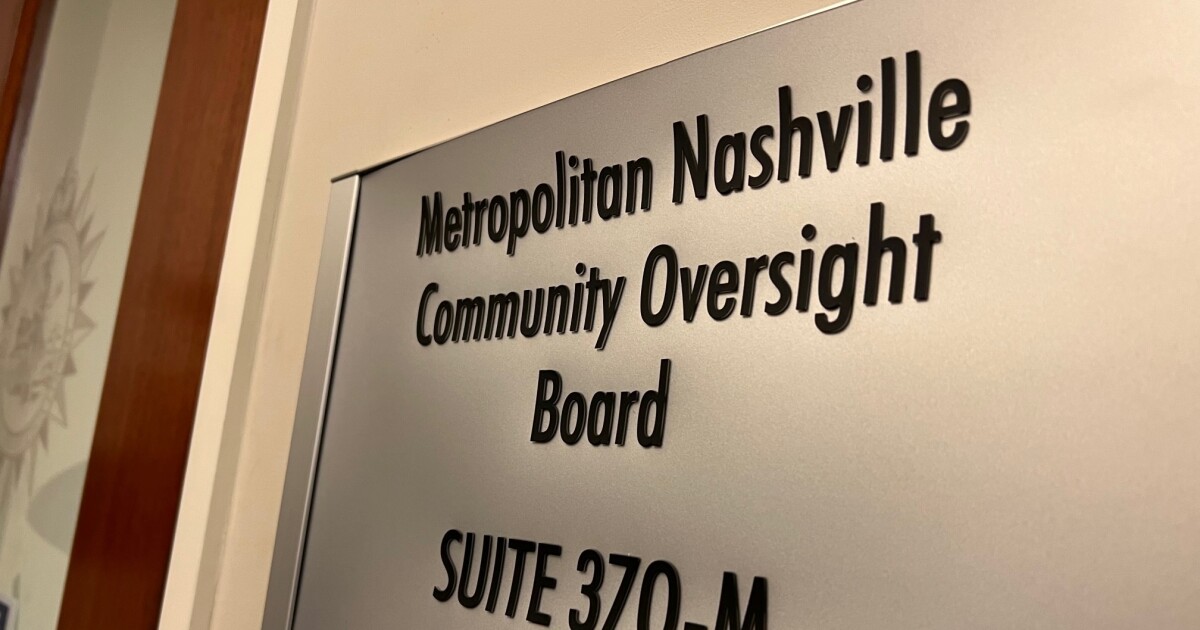 Metropolitan Nashville
Community Oversight
Board
SUITE 370-M